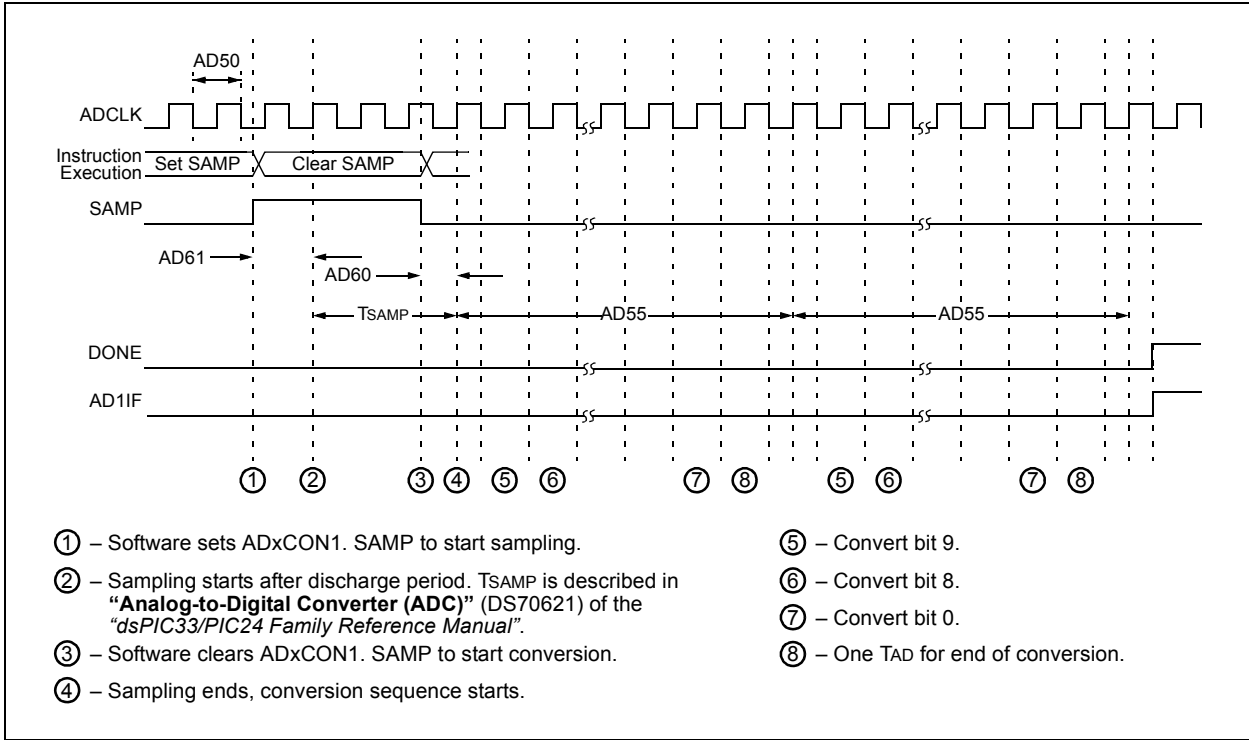 AD50
ADCLK
Instruction
Execution
Set SAMP
Clear SAMP
SAMP
AD61
AD60
TSAMP
AD55
AD55
DONE
AD1IF
1 2 3 4 5 6 7 8 5 6 7 8
1 – Software sets ADxCON1. SAMP to start sampling.
2 – Sampling starts after discharge period. TSAMP is described in
“Analog-to-Digital Converter (ADC)” (DS70621) of the
“dsPIC33/PIC24 Family Reference Manual”.
3 – Software clears ADxCON1. SAMP to start conversion.
4 – Sampling ends, conversion sequence starts.
5 – Convert bit 9.
6 – Convert bit 8.
7 – Convert bit 0.
8 – One TAD for end of conversion.